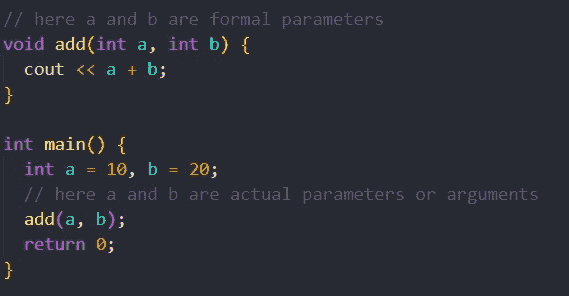 // here a and b are formal parameters
void add(int a, int b) {
  cout << a + b;
}

int main() {
  int a = 10, b = 20;
  // here a and b are actual parameters or arguments
  add(a, b);
  return 0;
}